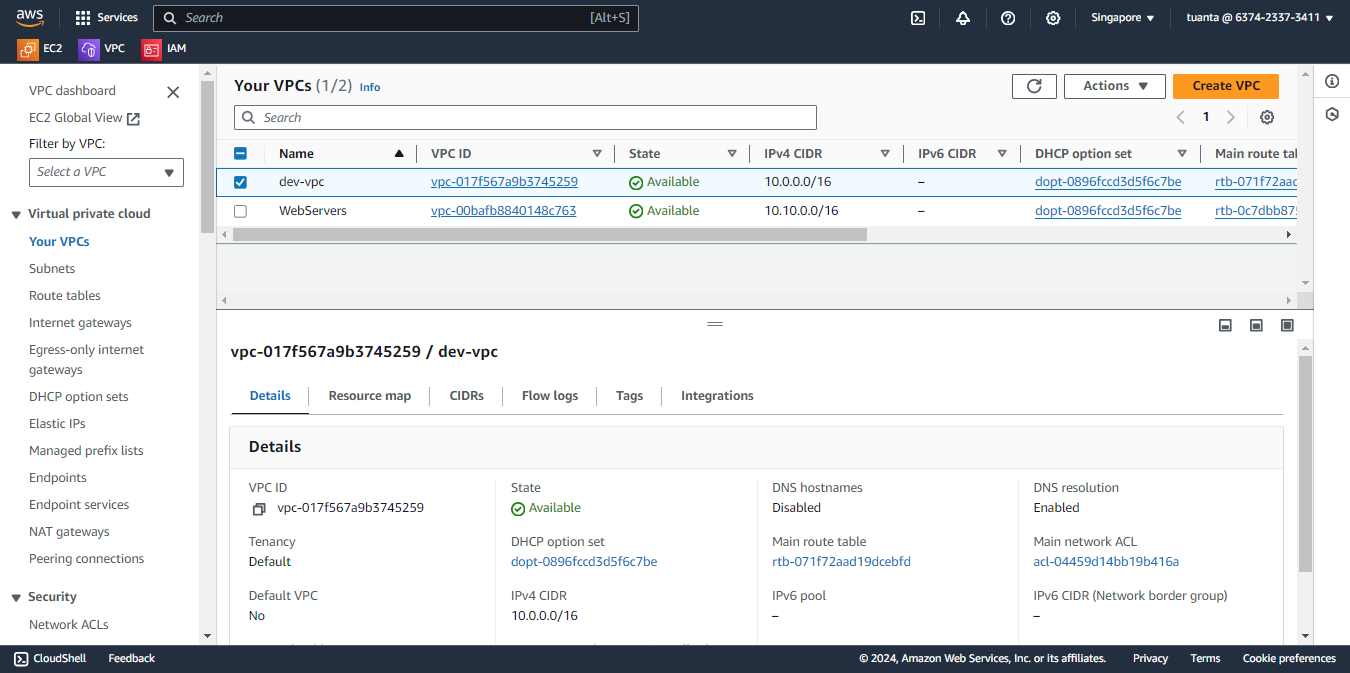 aws
Services
Search [Alt+S]
Singapore
tuanta @ 6374-2337-3411
EC2
VPC
IAM
VPC dashboard
EC2 Global View
Filter by VPC:
Select a VPC
Virtual private cloud
Your VPCs
Subnets
Route tables
Internet gateways
Egress-only internet
gateways
DHCP option sets
Elastic IPs
Managed prefix lists
Endpoints
Endpoint services
NAT gateways
Peering connections
Security
Network ACLs
Your VPCs (1/2) Info
Actions
Create VPC
Search
1
Name VPC ID State IPv4 CIDR IPv6 CIDR DHCP option set Main route
dev-vpc vpc-017f567a9b3745259 Available 10.0.0.0/16 – dopt-0896fccd3d5f6c7be rtb-071f72aad
WebServers vpc-00bafb8840148c763 Available 10.10.0.0/16 – dopt-0896fccd3d5f6c7be rtb-0c7dbb87
vpc-017f567a9b3745259 / dev-vpc
Details Resource map CIDRs Flow logs Tags Integrations
Details
VPC ID
vpc-017f567a9b3745259
State
Available
DNS hostnames
Disabled
DNS resolution
Enabled
Tenancy
Default
DHCP option set
dopt-0896fccd3d5f6c7be
Main route table
rtb-071f72aad19dcebfd
Main network ACL
acl-04459d14bb19b416a
Default VPC
No
IPv4 CIDR
10.0.0.0/16
IPv6 pool
–
IPv6 CIDR (Network border group)
–
CloudShell
Feedback
© 2024, Amazon Web Services, Inc. or its affiliates.
Privacy
Terms
Cookie preferences